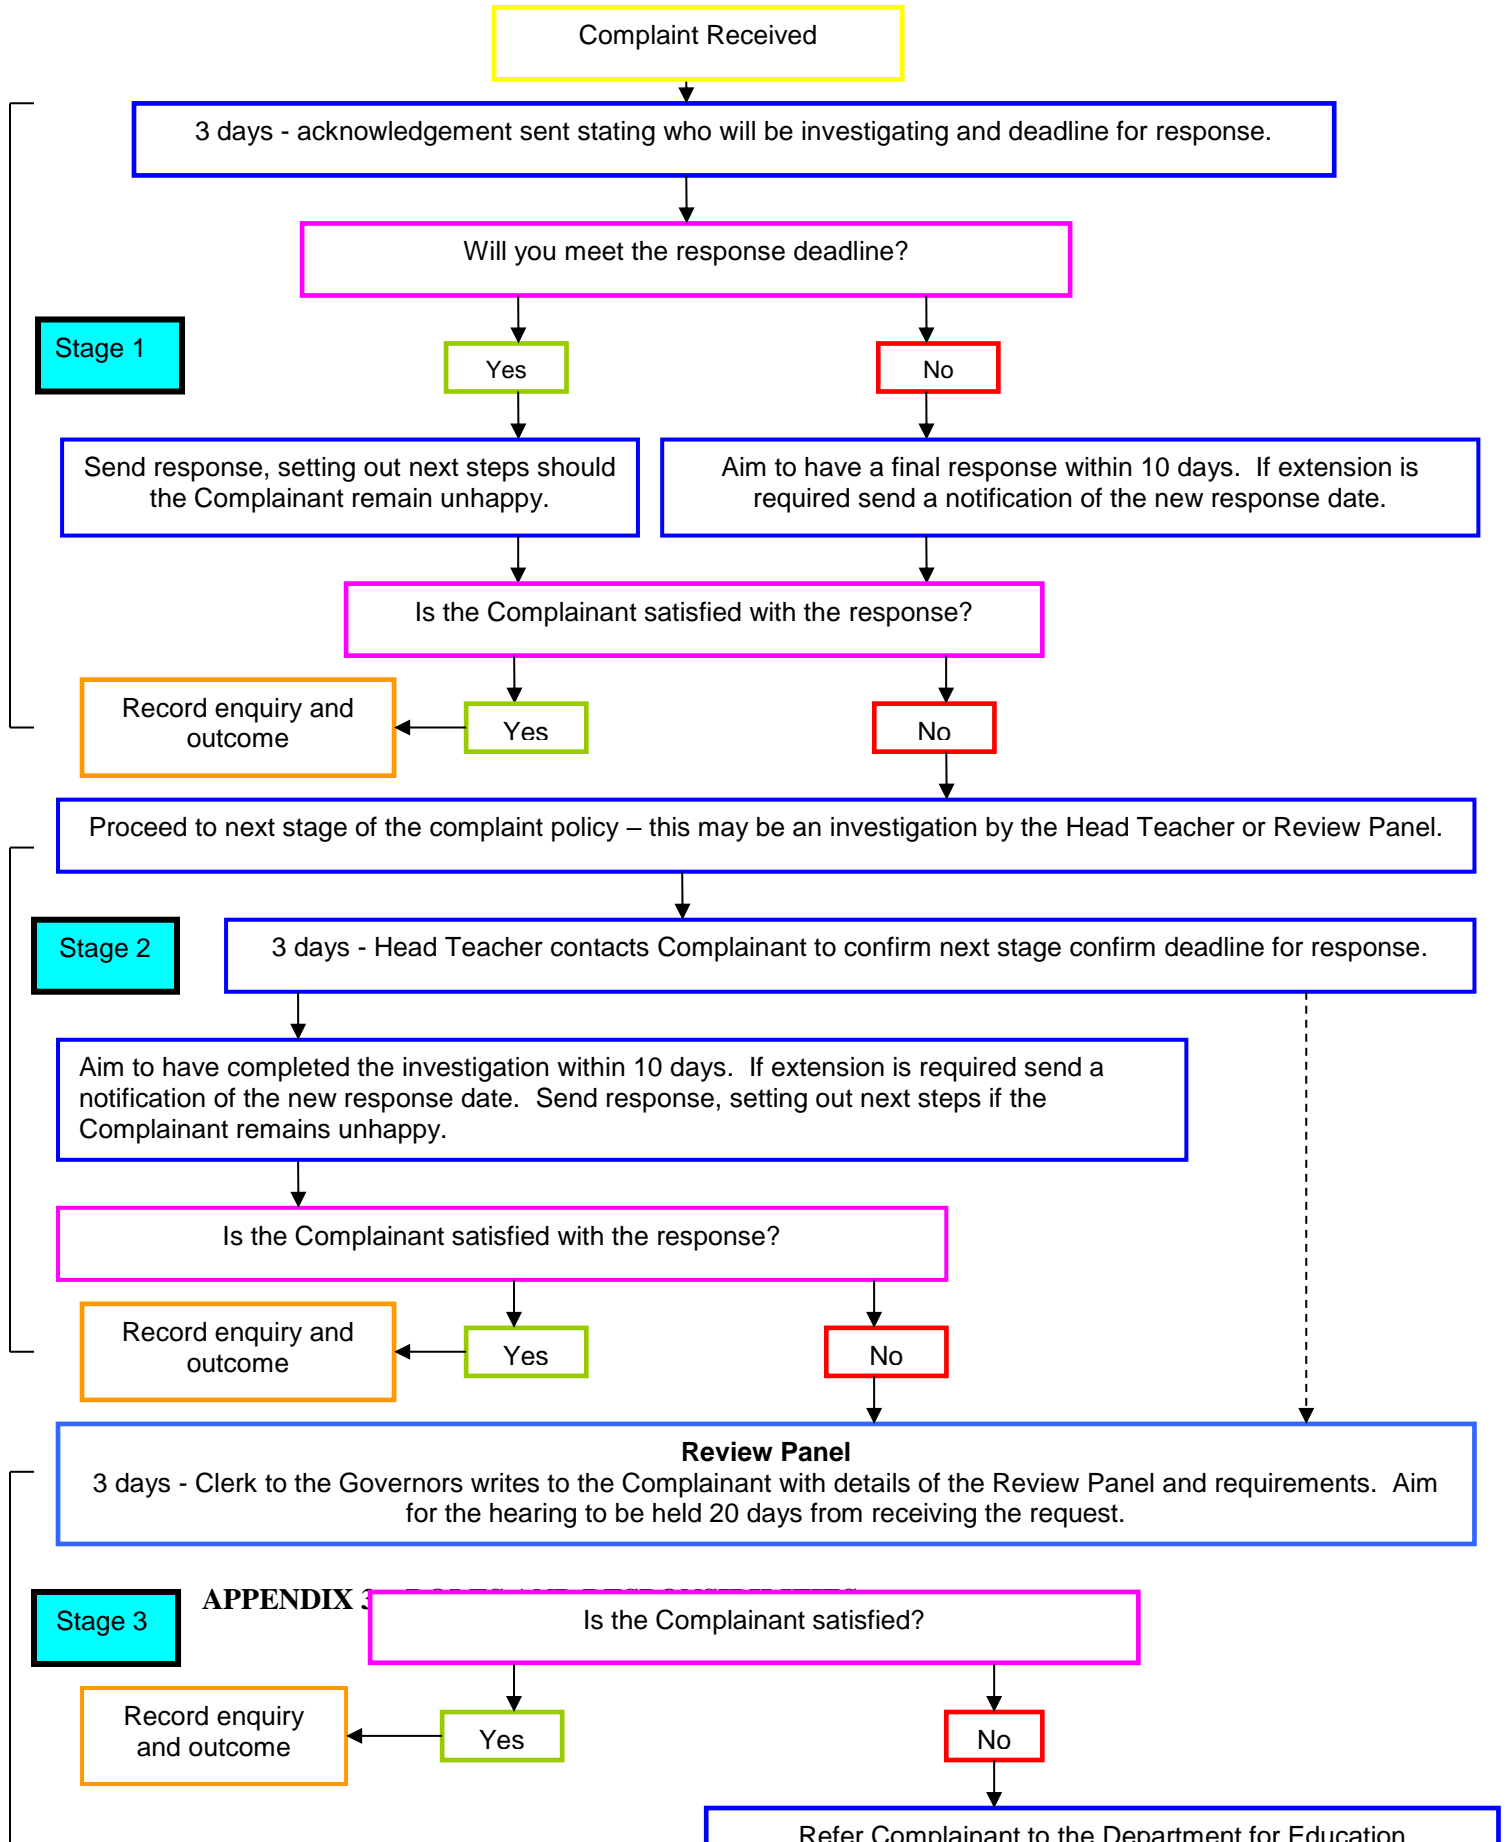 Complaint Received
3 days - acknowledgement sent stating who will be investigating and deadline for response.
Will you meet the response deadline?
Stage 1
Yes
No
Send response, setting out next steps should
the Complainant remain unhappy.
Aim to have a final response within 10 days.  If extension is
required send a notification of the new response date.
Is the Complainant satisfied with the response?
Record enquiry and
outcome
Yes
No
Proceed to next stage of the complaint policy – this may be an investigation by the Head Teacher or Review Panel.
Stage 2
3 days - Head Teacher contacts Complainant to confirm next stage confirm deadline for response.
Aim to have completed the investigation within 10 days.  If extension is required send a
notification of the new response date.  Send response, setting out next steps if the
Complainant remains unhappy.
Is the Complainant satisfied with the response?
Record enquiry and
outcome
Yes
No
Review Panel
3 days - Clerk to the Governors writes to the Complainant with details of the Review Panel and requirements.  Aim
for the hearing to be held 20 days from receiving the request.
APPENDIX 3
Stage 3
Is the Complainant satisfied?
Record enquiry
and outcome
Yes
No
Refer Complainant to the Department for Education